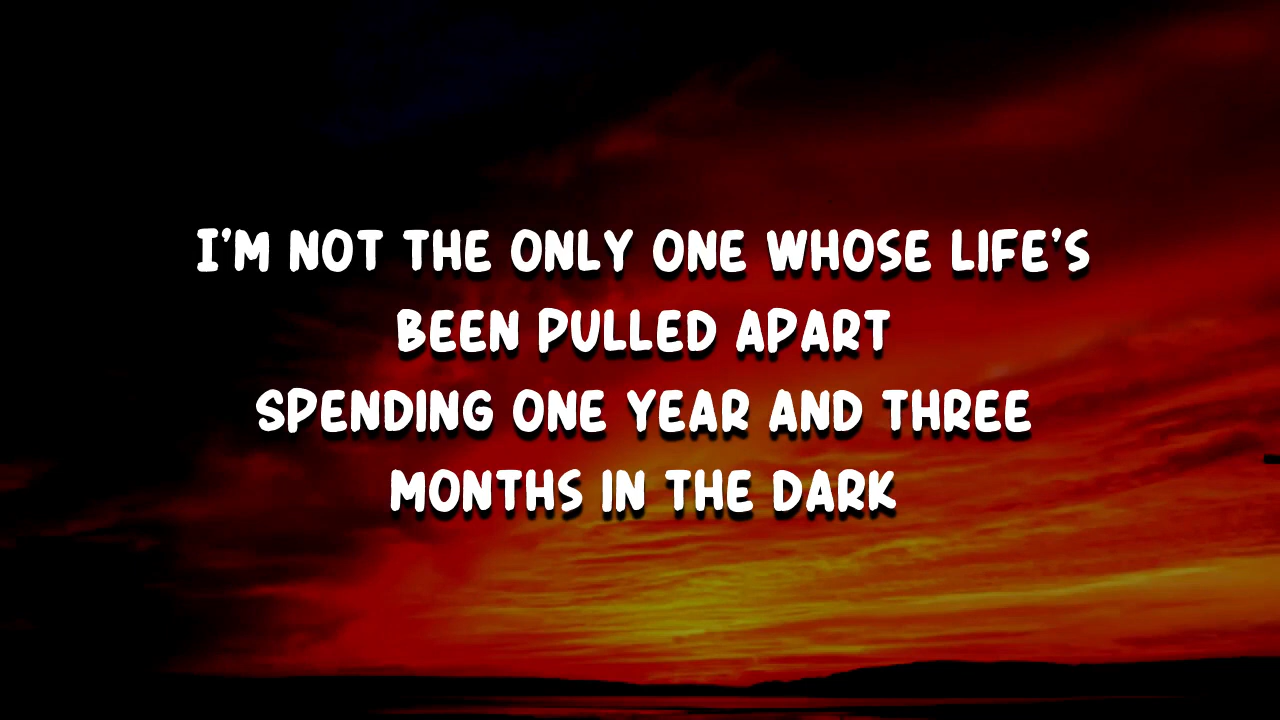 I'M NOT THE ONLY ONE WHOSE LIFE'S
BEEN PULLED APART
SPENDING ONE YEAR AND THREE
MONTHS IN THE DARK